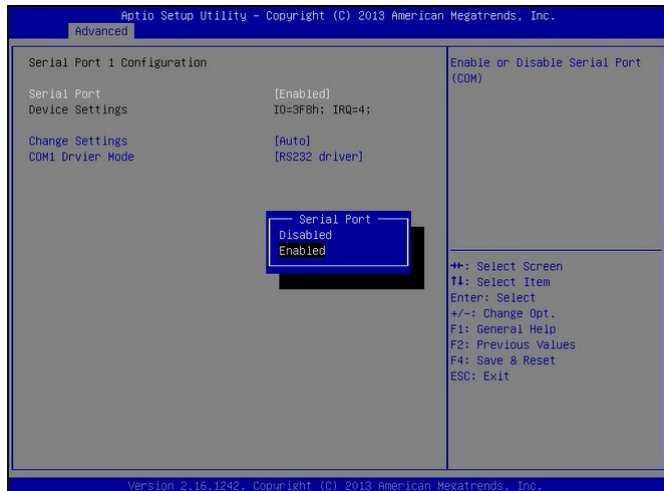 Aptio Setup Utility – Copyright (C) 2013 American Megatrends, Inc.
Advanced
Serial Port 1 Configuration
Serial Port [Enabled]
Device Settings IO=3F8h; IRQ=4;
Change Settings [Auto]
COM1 Drvier Mode [RS232 driver]
Serial Port
Disabled
Enabled
Enable or Disable Serial Port
(COM)
→←: Select Screen
↑↓: Select Item
Enter: Select
+/-: Change Opt.
F1: General Help
F2: Previous Values
F4: Save & Reset
ESC: Exit
Version 2.16.1242. Copyright (C) 2013 American Megatrends, Inc.